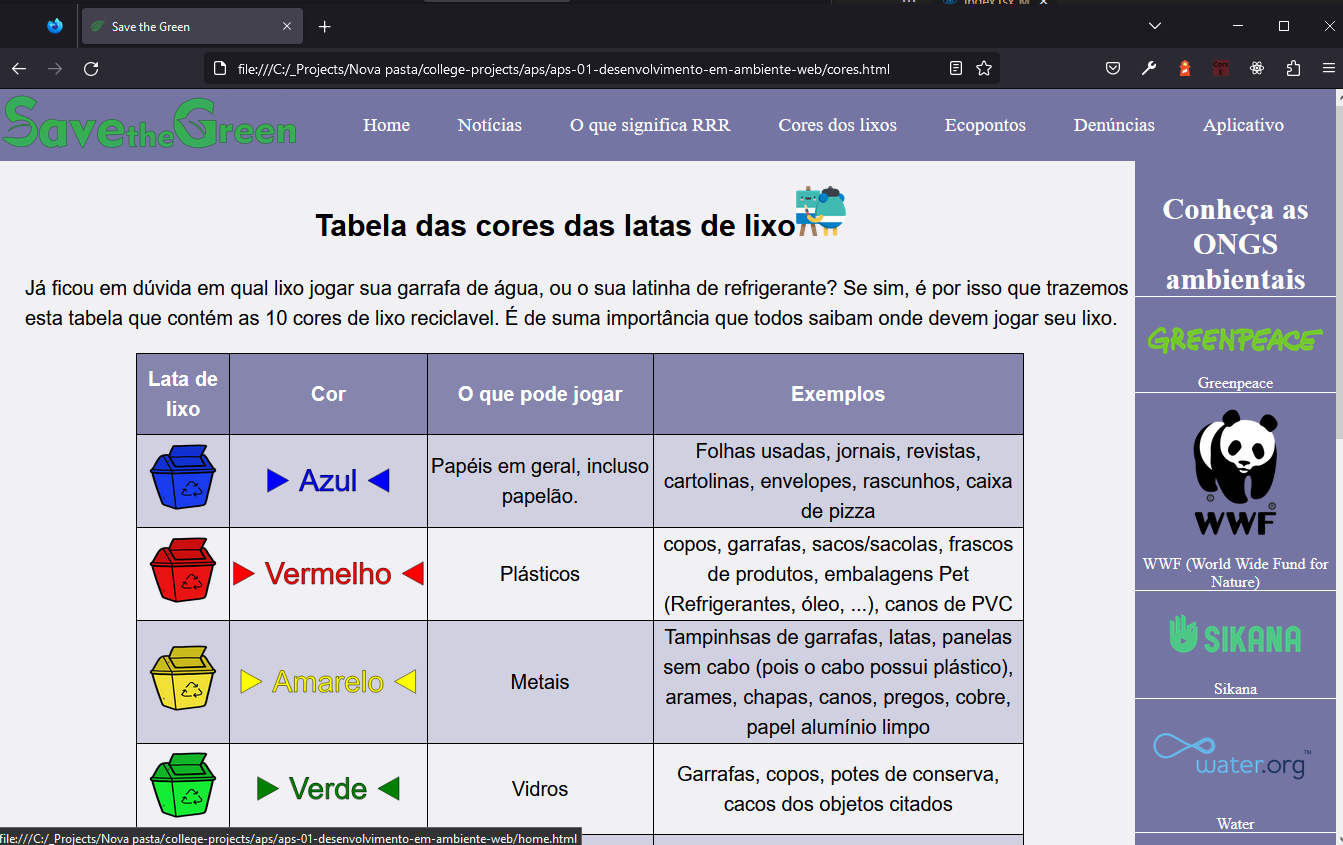 index.tsx M
Save the Green
file:///C:/_Projects/Nova pasta/college-projects/aps/aps-01-desenvolvimento-em-ambiente-web/cores.html
SavetheGreen
Home Notícias O que significa RRR Cores dos lixos Ecopontos Denúncias Aplicativo
Tabela das cores das latas de lixo
Já ficou em dúvida em qual lixo jogar sua garrafa de água, ou o sua latinha de refrigerante? Se sim, é por isso que trazemos
esta tabela que contém as 10 cores de lixo reciclavel. É de suma importância que todos saibam onde devem jogar seu lixo.
Lata de
lixo
Cor
O que pode jogar
Exemplos
Azul
Papéis em geral, incluso
papelão.
Folhas usadas, jornais, revistas,
cartolinas, envelopes, rascunhos, caixa
de pizza
Vermelho
Plásticos
copos, garrafas, sacos/sacolas, frascos
de produtos, embalagens Pet
(Refrigerantes, óleo, ...), canos de PVC
Amarelo
Metais
Tampinhsas de garrafas, latas, panelas
sem cabo (pois o cabo possui plástico),
arames, chapas, canos, pregos, cobre,
papel alumínio limpo
Verde
Vidros
Garrafas, copos, potes de conserva,
cacos dos objetos citados
Conheça as
ONGS
ambientais
GREENPEACE
Greenpeace
WWF
WWF (World Wide Fund for
Nature)
SIKANA
Sikana
water.org™
Water
file:///C:/_Projects/Nova pasta/college-projects/aps/aps-01-desenvolvimento-em-ambiente-web/home.html